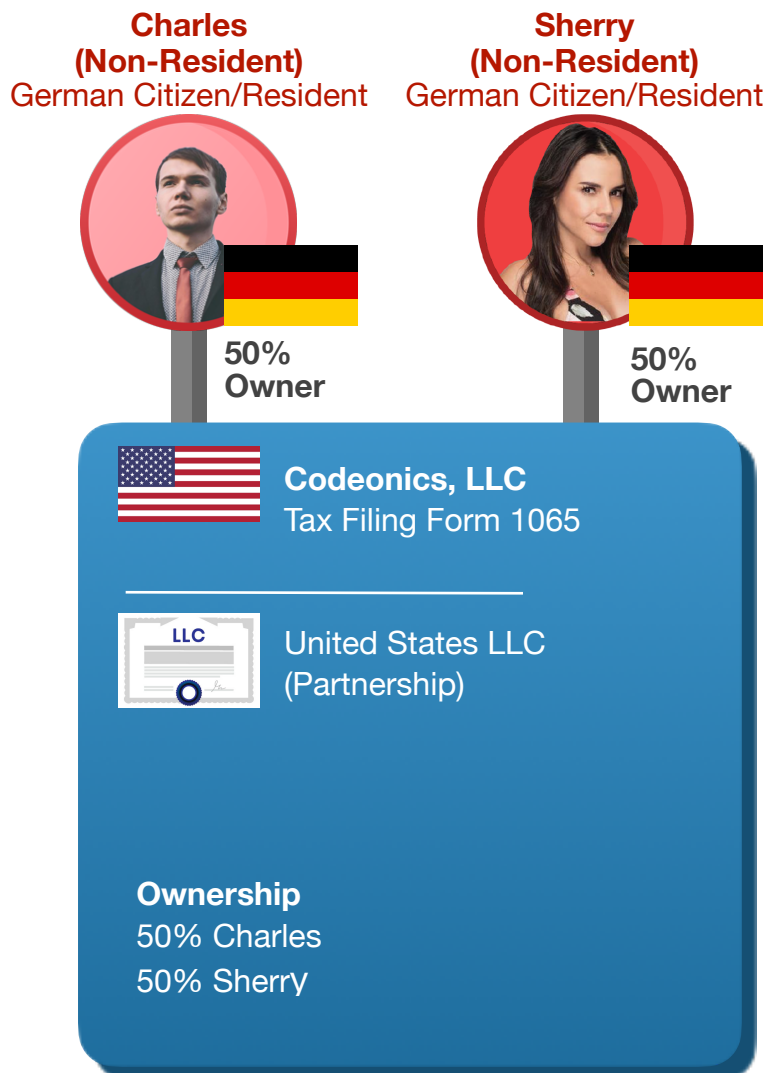 Charles
(Non-Resident)
German Citizen/Resident
Sherry
(Non-Resident)
German Citizen/Resident
50%
Owner
50%
Owner
Codeonics, LLC
Tax Filing Form 1065
LLC
United States LLC
(Partnership)
Ownership
50% Charles
50% Sherry